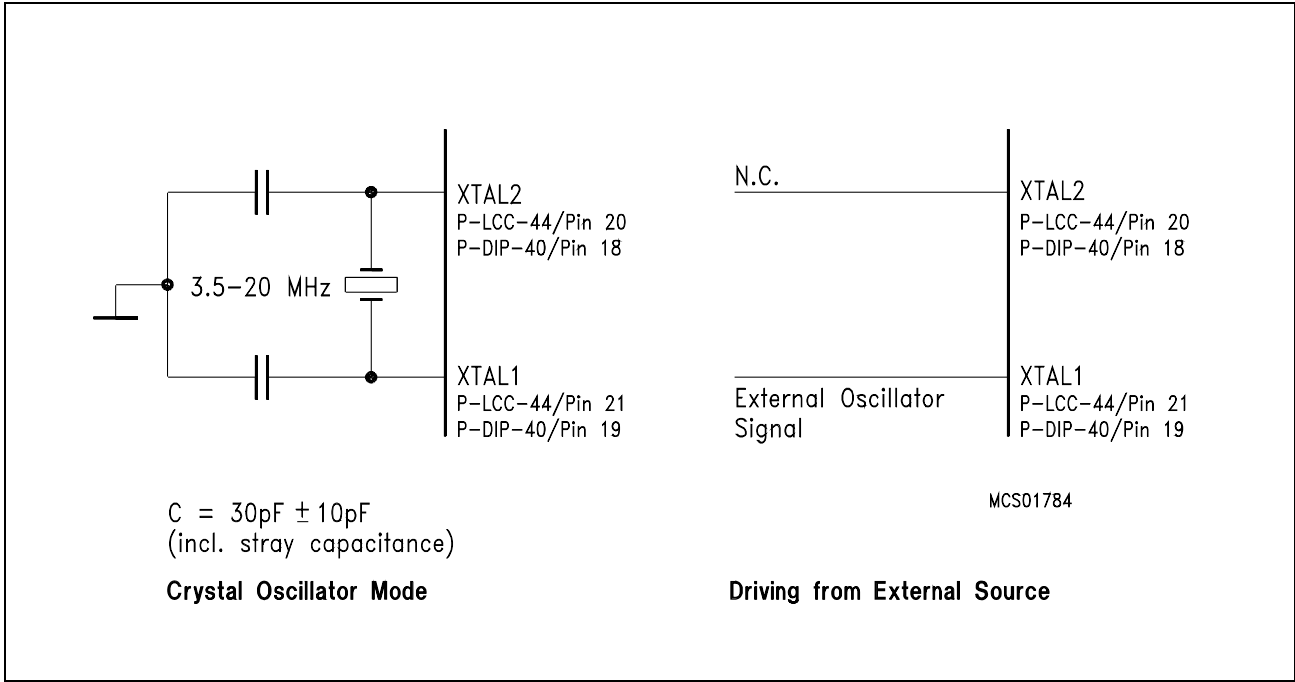 XTAL2
P-LCC-44/Pin 20
P-DIP-40/Pin 18
3.5-20 MHz
XTAL1
P-LCC-44/Pin 21
P-DIP-40/Pin 19
C = 30pF ± 10pF
(incl. stray capacitance)
Crystal Oscillator Mode
N.C.
XTAL2
P-LCC-44/Pin 20
P-DIP-40/Pin 18
External Oscillator
Signal
XTAL1
P-LCC-44/Pin 21
P-DIP-40/Pin 19
MCS01784
Driving from External Source